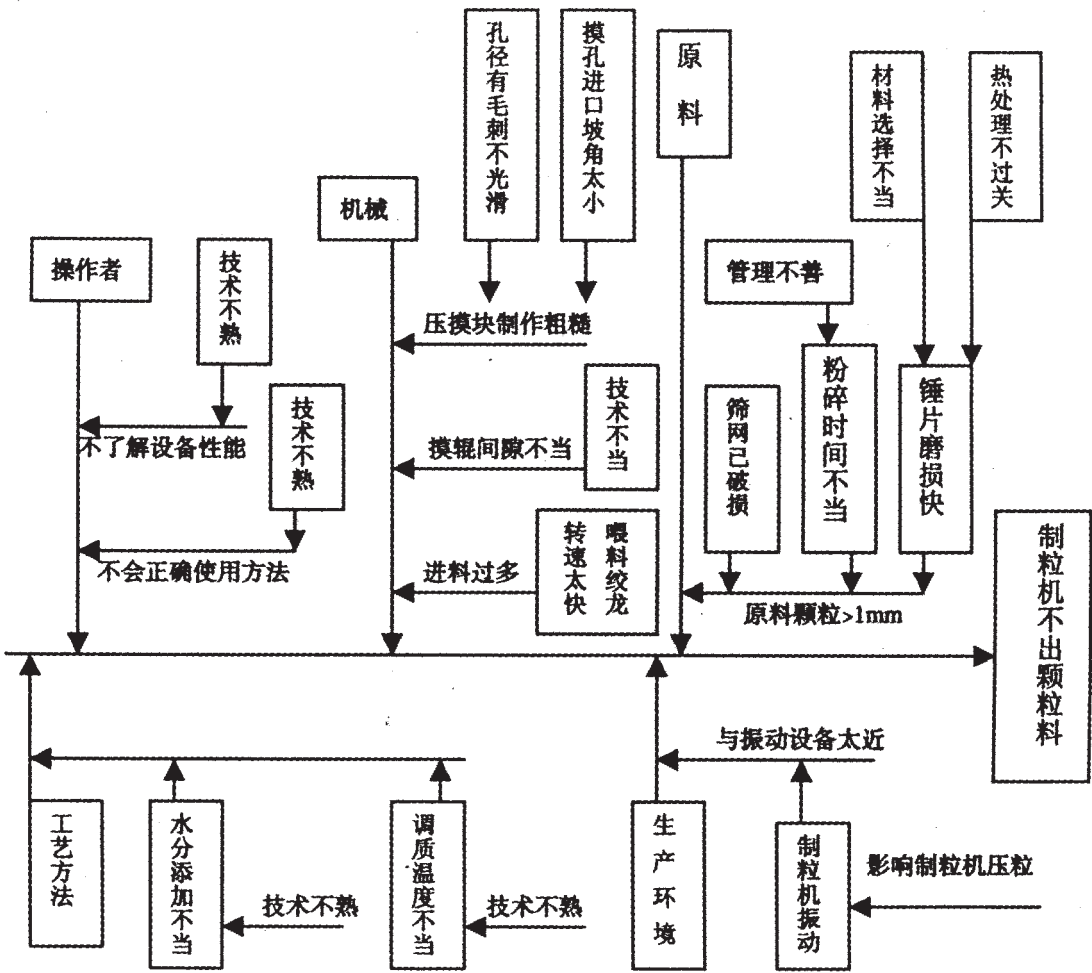 孔径有毛刺不光滑
摸孔进口坡角太小
原料
材料选择不当
热处理不过关
机械
操作者
技术不熟
管理不善
压摸块制作粗糙
技术不熟
不了解设备性能
摸辊间隙不当
技术不当
筛网已破损
粉碎时间不当
锤片磨损快
不会正确使用方法
进料过多
喂料绞龙
转速太快
原料颗粒>1mm
制粒机不出颗粒料
与振动设备太近
工艺方法
水分添加不当
技术不熟
调质温度不当
技术不熟
生产环境
制粒机振动
影响制粒机压粒